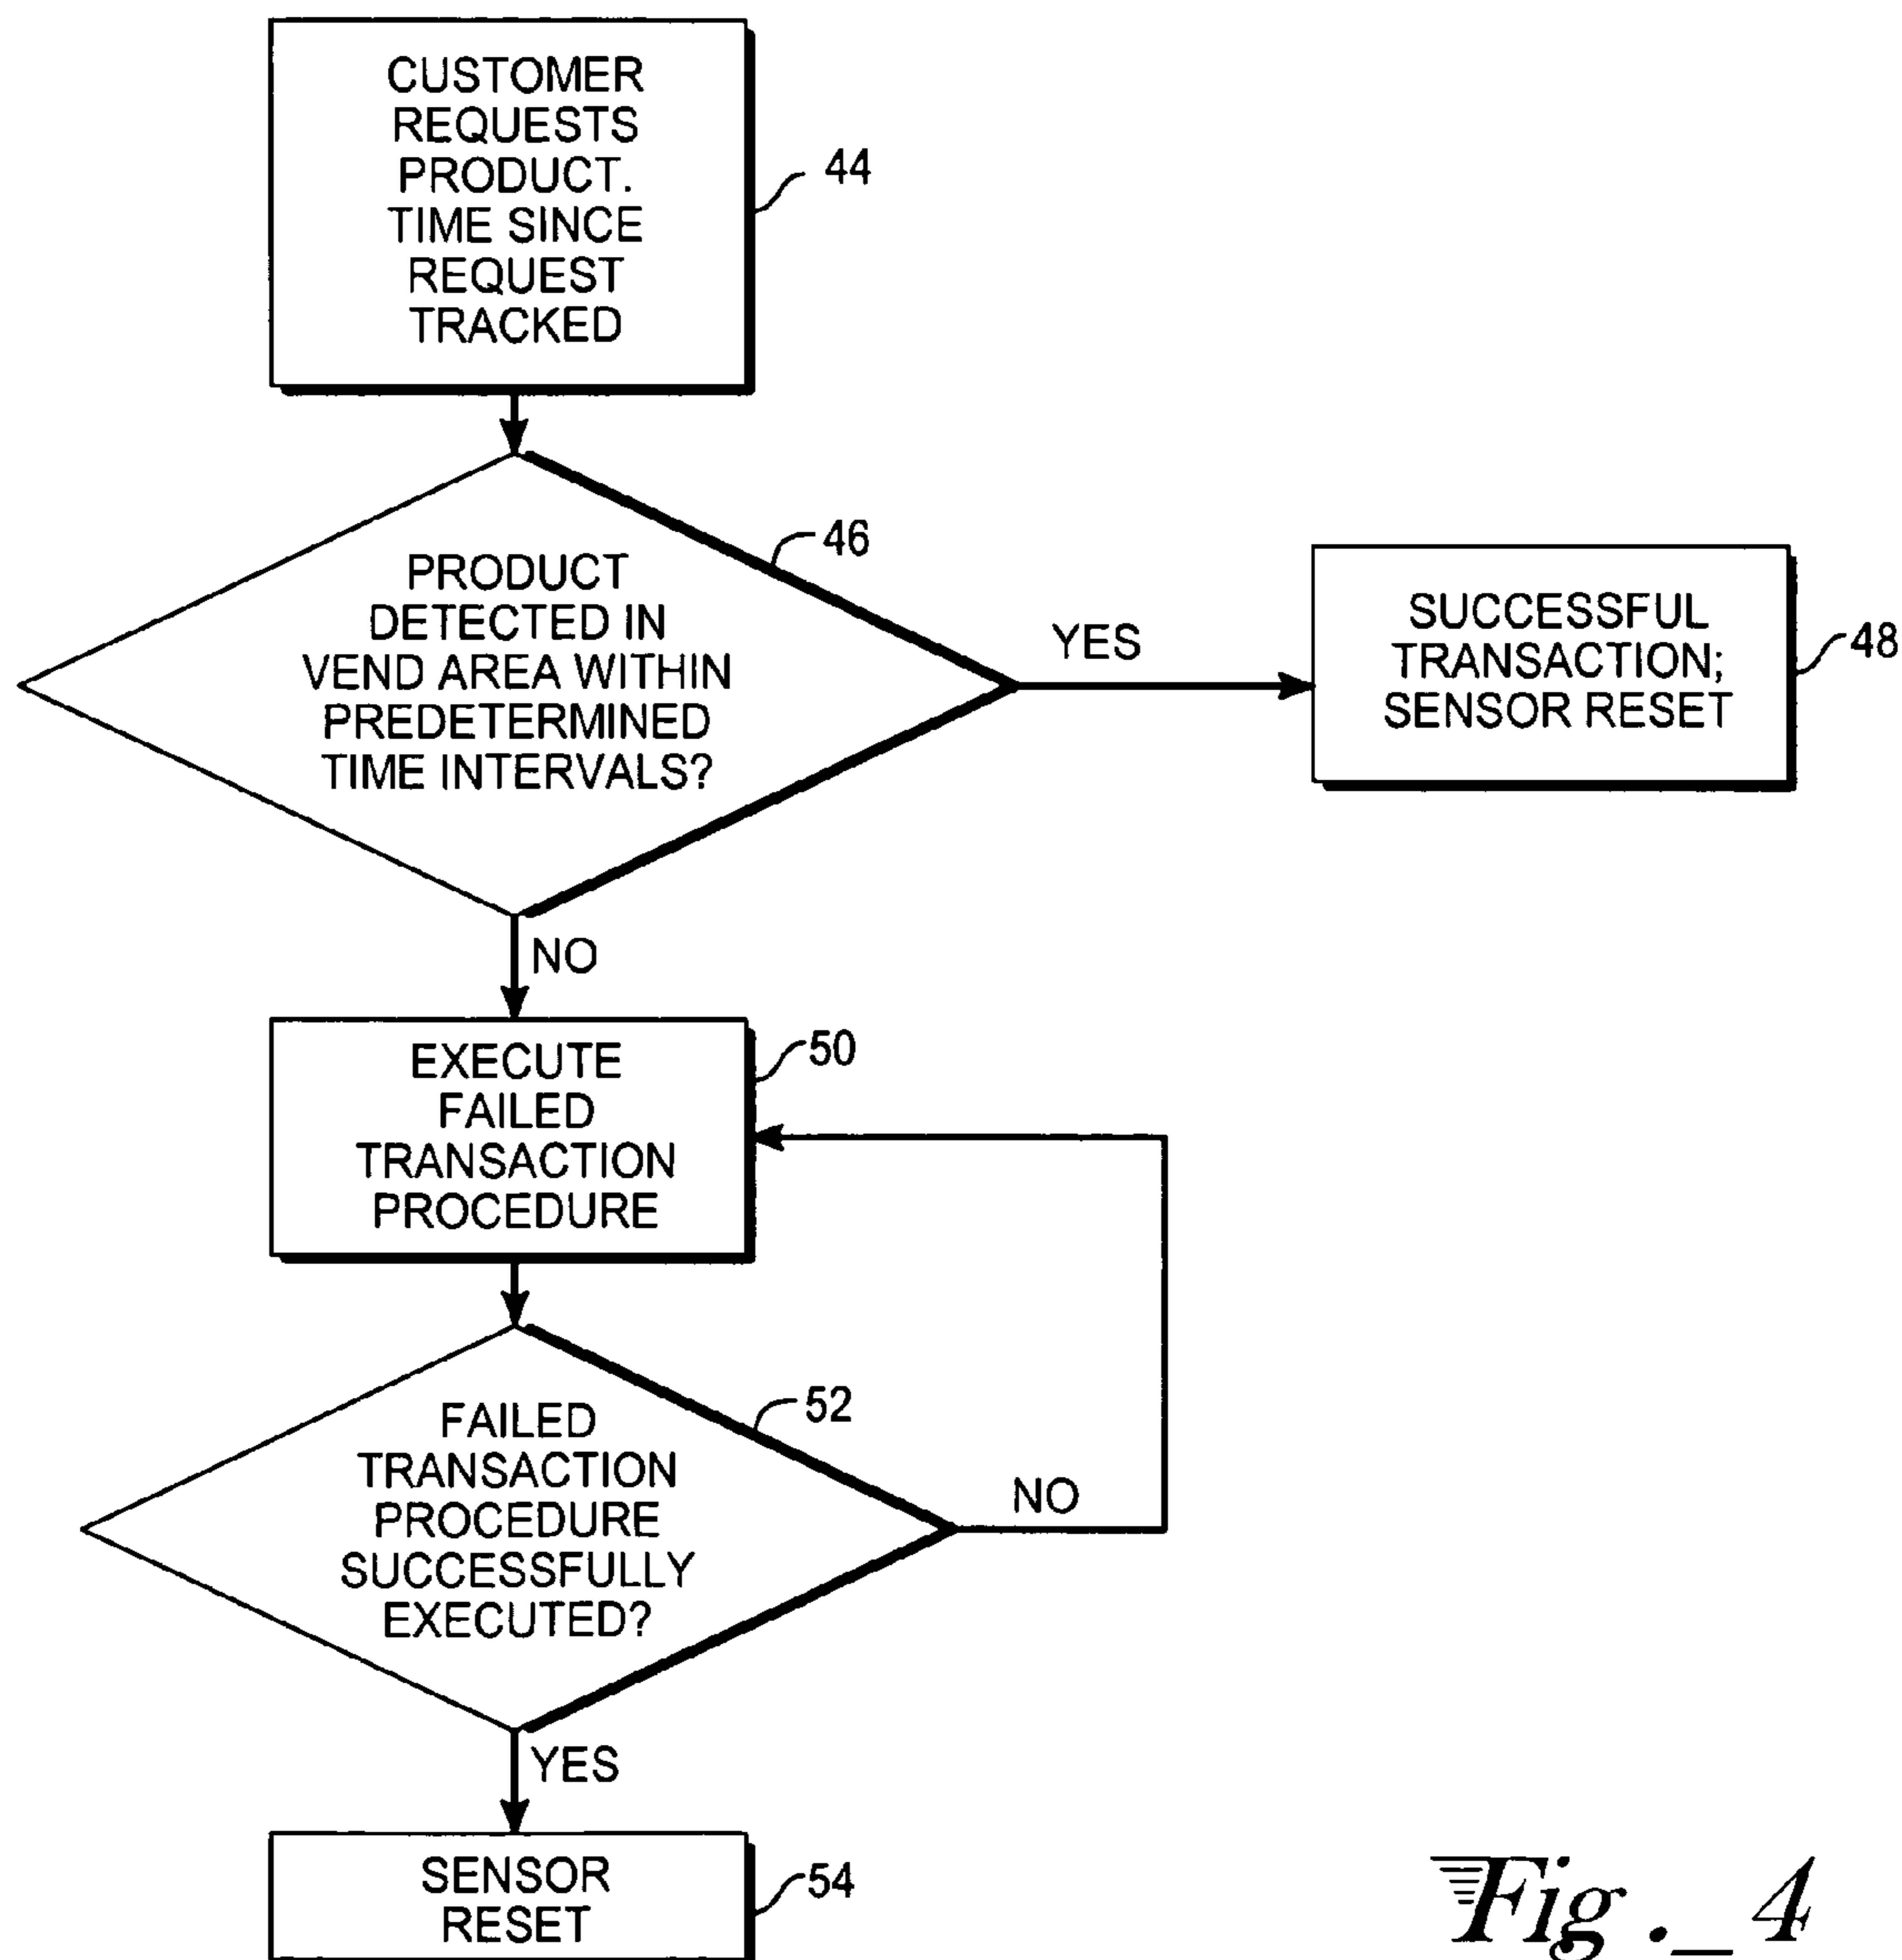 CUSTOMER
REQUESTS
PRODUCT.
TIME SINCE
REQUEST
TRACKED
44
PRODUCT
DETECTED IN
VEND AREA WITHIN
PREDETERMINED
TIME INTERVALS?
46
YES
SUCCESSFUL
TRANSACTION;
SENSOR RESET
48
NO
EXECUTE
FAILED
TRANSACTION
PROCEDURE
50
FAILED
TRANSACTION
PROCEDURE
SUCCESSFULLY
EXECUTED?
52
NO
YES
SENSOR
RESET
54
Fig._4